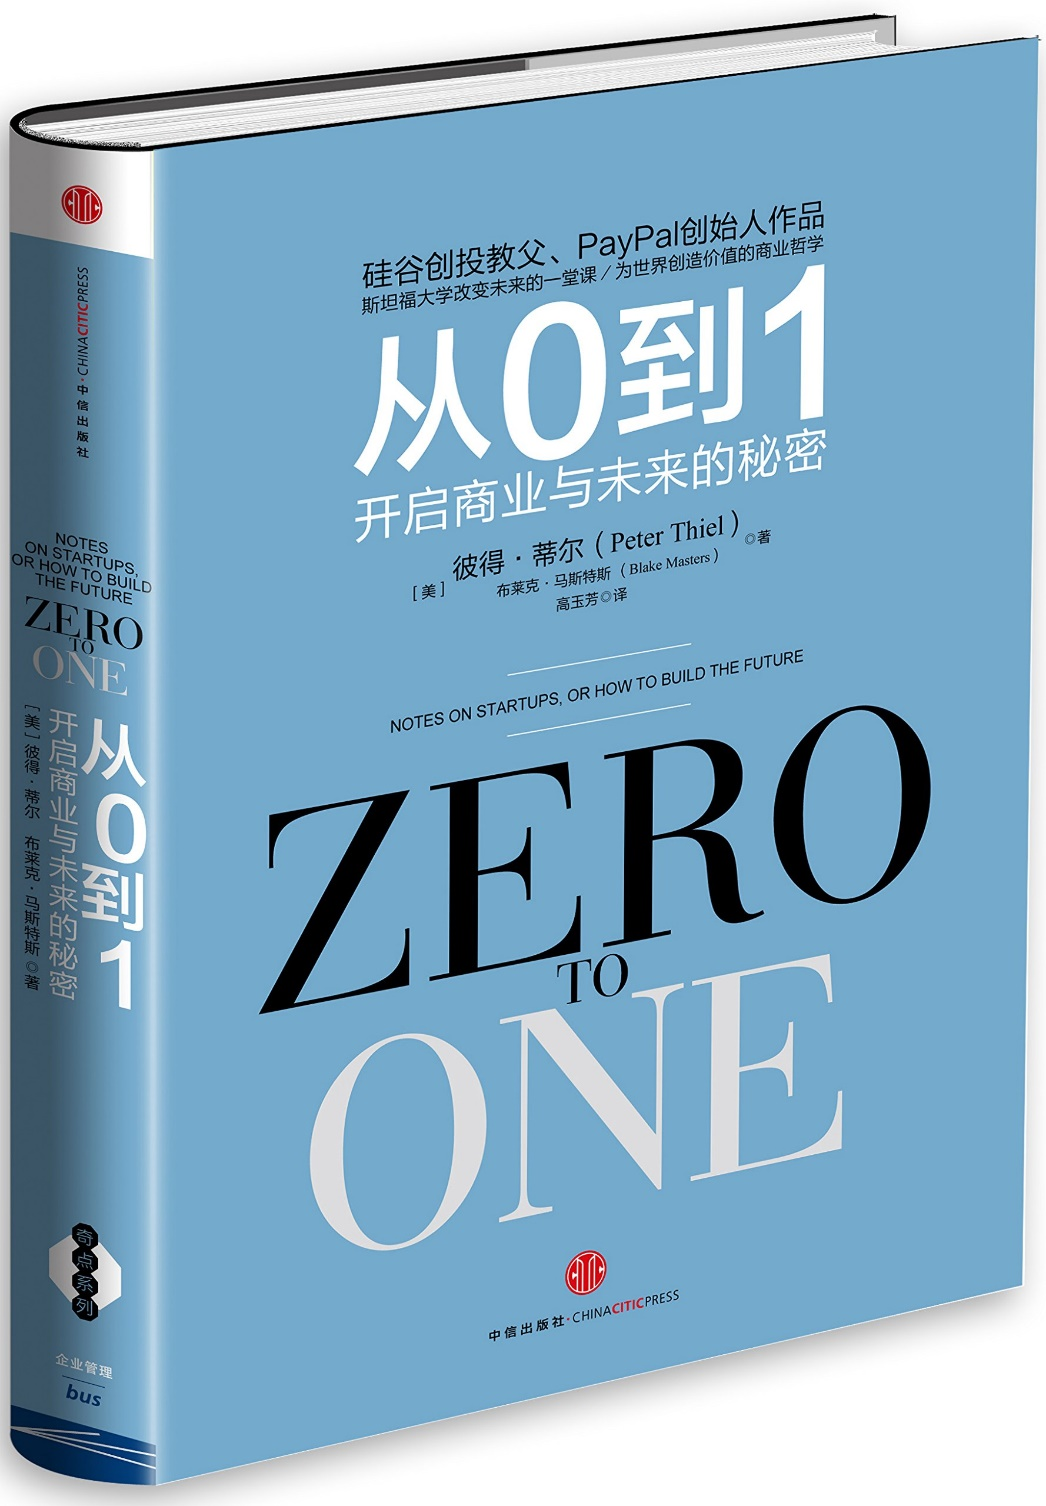 硅谷创投教父、PayPal创始人作品
斯坦福大学改变未来的一堂课/为世界创造价值的商业哲学
从0到1
开启商业与未来的秘密
[美] 彼得·蒂尔(Peter Thiel)
布莱克·马斯特斯(Blake Masters)
◎著
高玉芳◎译
NOTES ON STARTUPS, OR HOW TO BUILD THE FUTURE
ZERO
TO
ONE
中信出版社·CHINACITICPRESS
中信出版社·CHINACITICPRESS
NOTES
ON STARTUPS,
OR HOW TO BUILD
THE FUTURE
ZERO
TO
ONE
从0到1
开启商业与未来的秘密
[美]彼得·蒂尔 布莱克·马斯特斯◎著
奇点系列
企业管理
bus